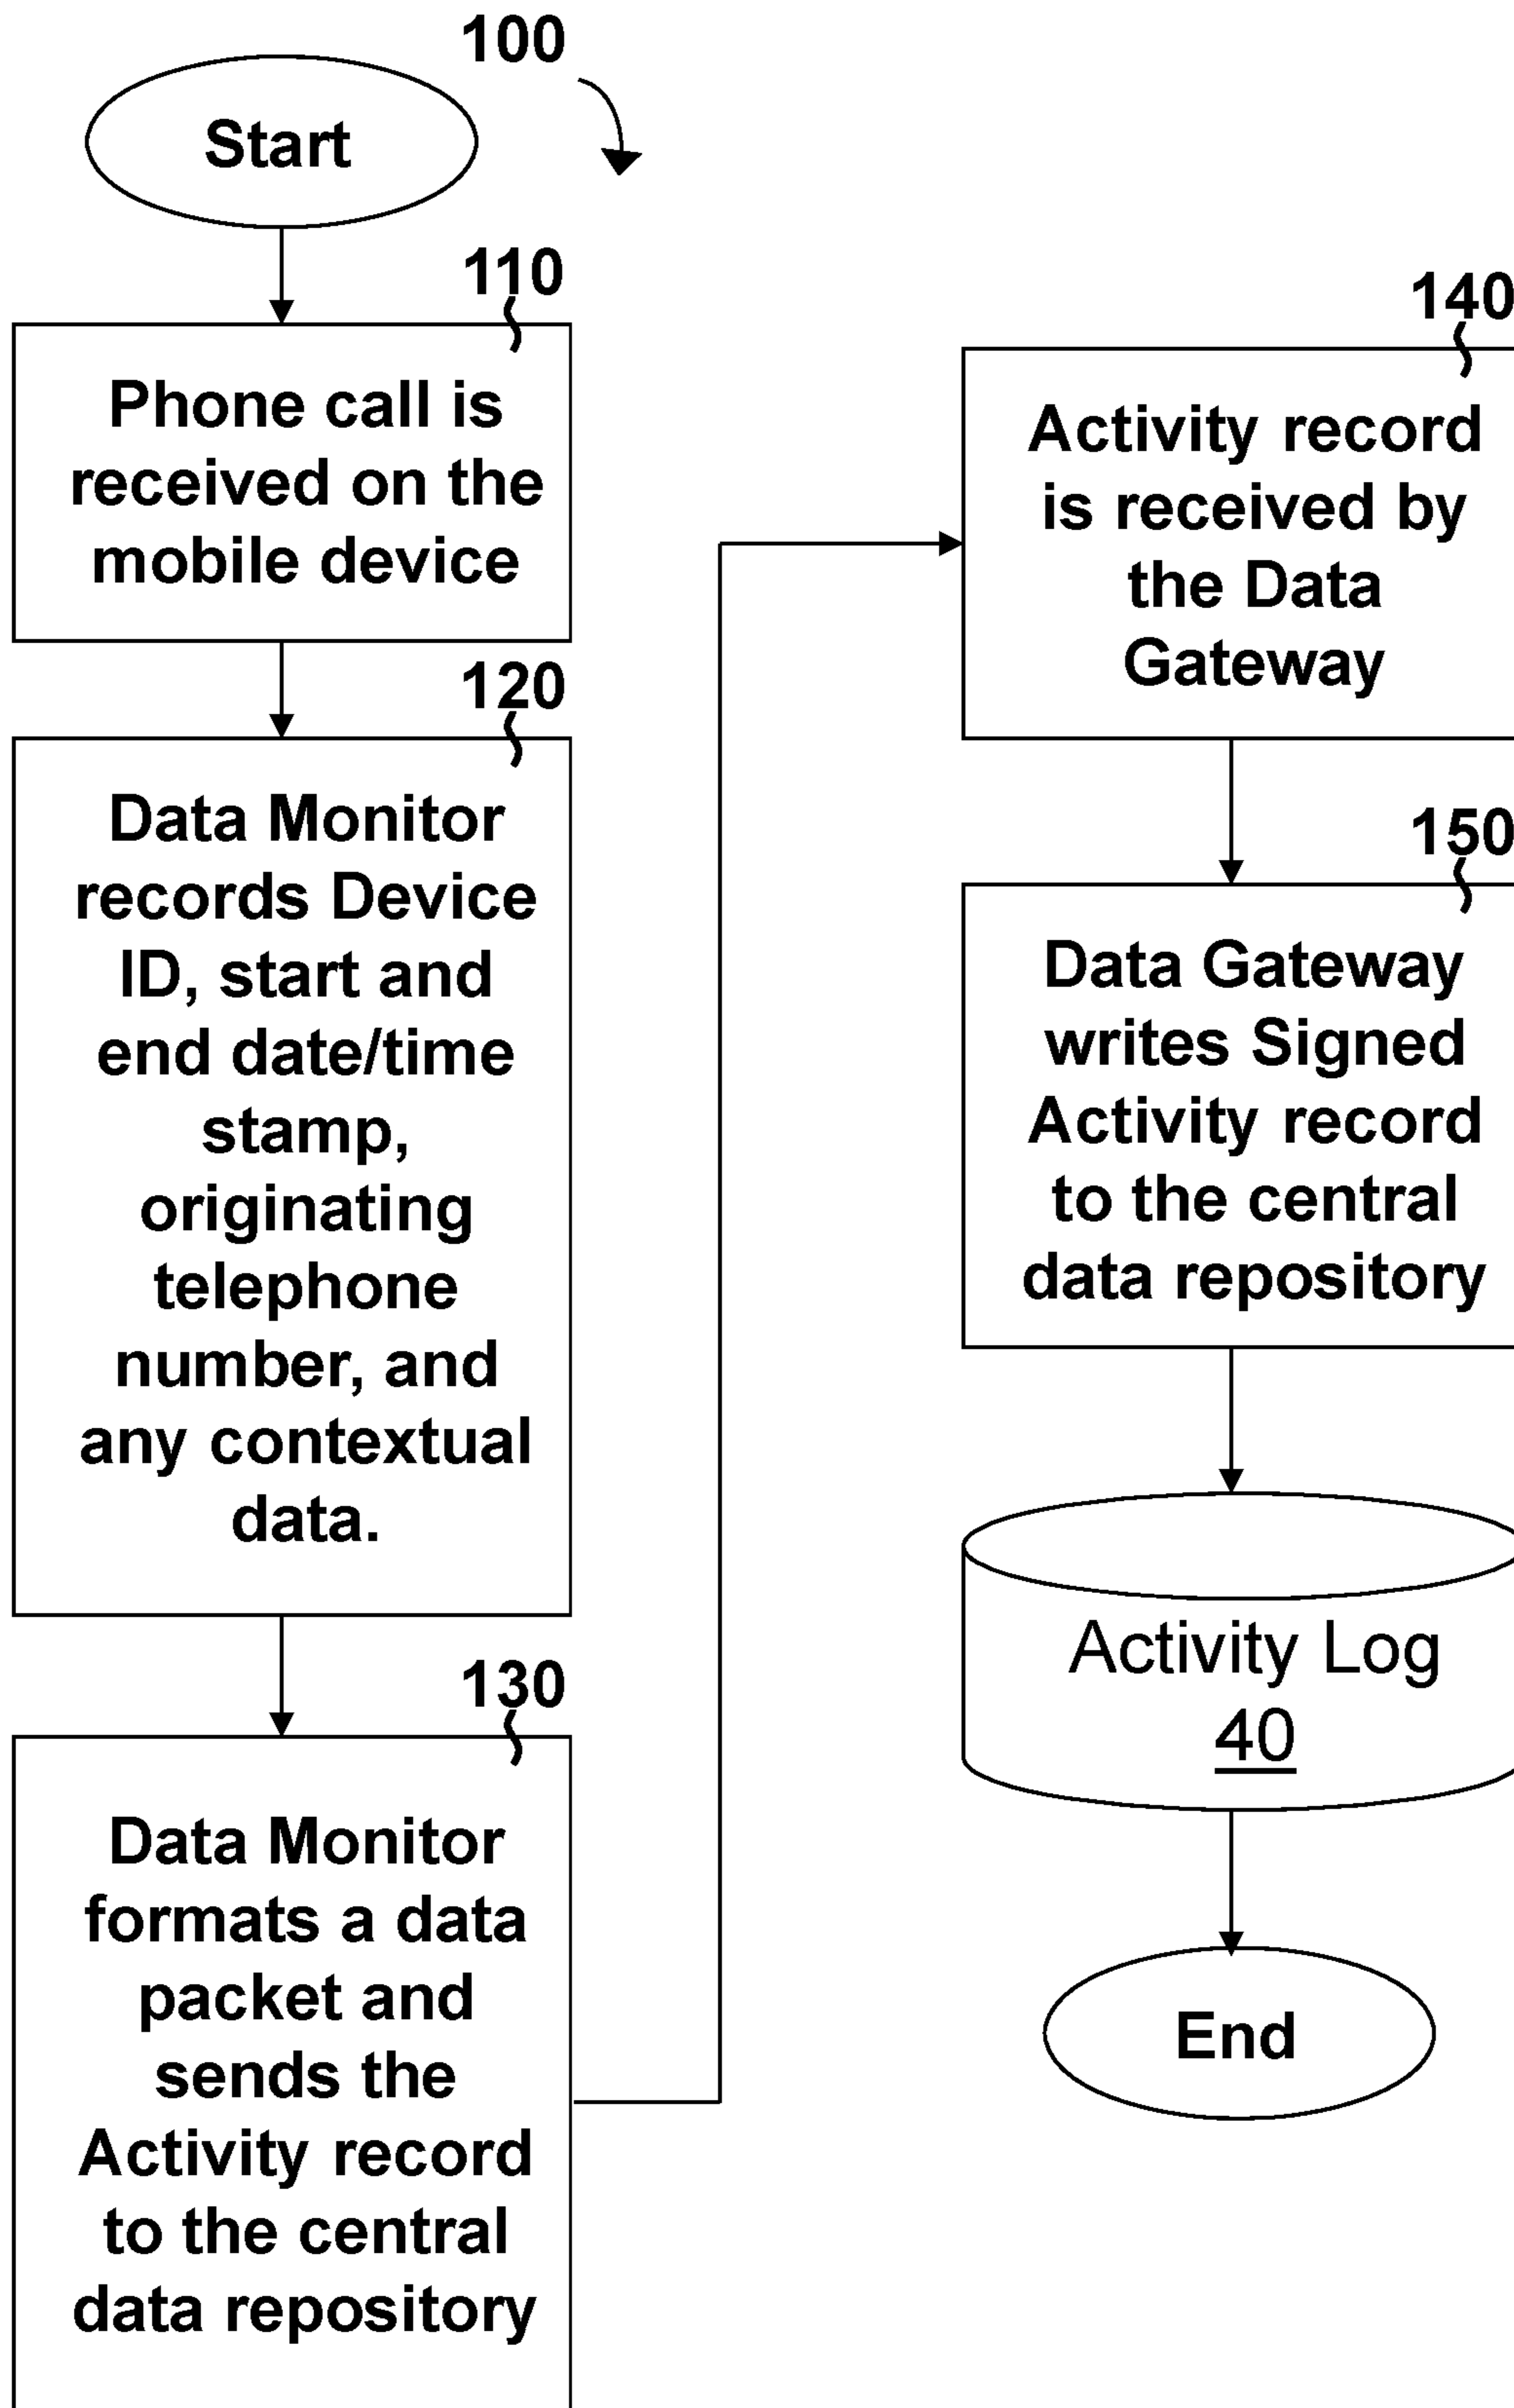 100
Start
110
Phone call is
received on the
mobile device
120
Data Monitor
records Device
ID, start and
end date/time
stamp,
originating
telephone
number, and
any contextual
data.
130
Data Monitor
formats a data
packet and
sends the
Activity record
to the central
data repository
140
Activity record
is received by
the Data
Gateway
150
Data Gateway
writes Signed
Activity record
to the central
data repository
Activity Log
40
End